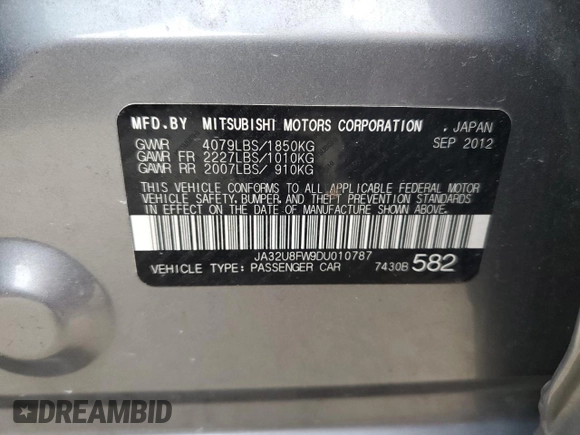 MFD.BY MITSUBISHI MOTORS CORPORATION , JAPAN
GVWR 4079LBS/1850KG SEP 2012
GAWR FR 2227LBS/1010KG
GAWR RR 2007LBS/ 910KG
THIS VEHICLE CONFORMS TO ALL APPLICABLE FEDERAL MOTOR
VEHICLE SAFETY, BUMPER, AND THEFT PREVENTION STANDARDS
IN EFFECT ON THE DATE OF MANUFACTURE SHOWN ABOVE.
JA32U8FW9DU010787
VEHICLE TYPE: PASSENGER CAR 7430B 582
DREAMBID